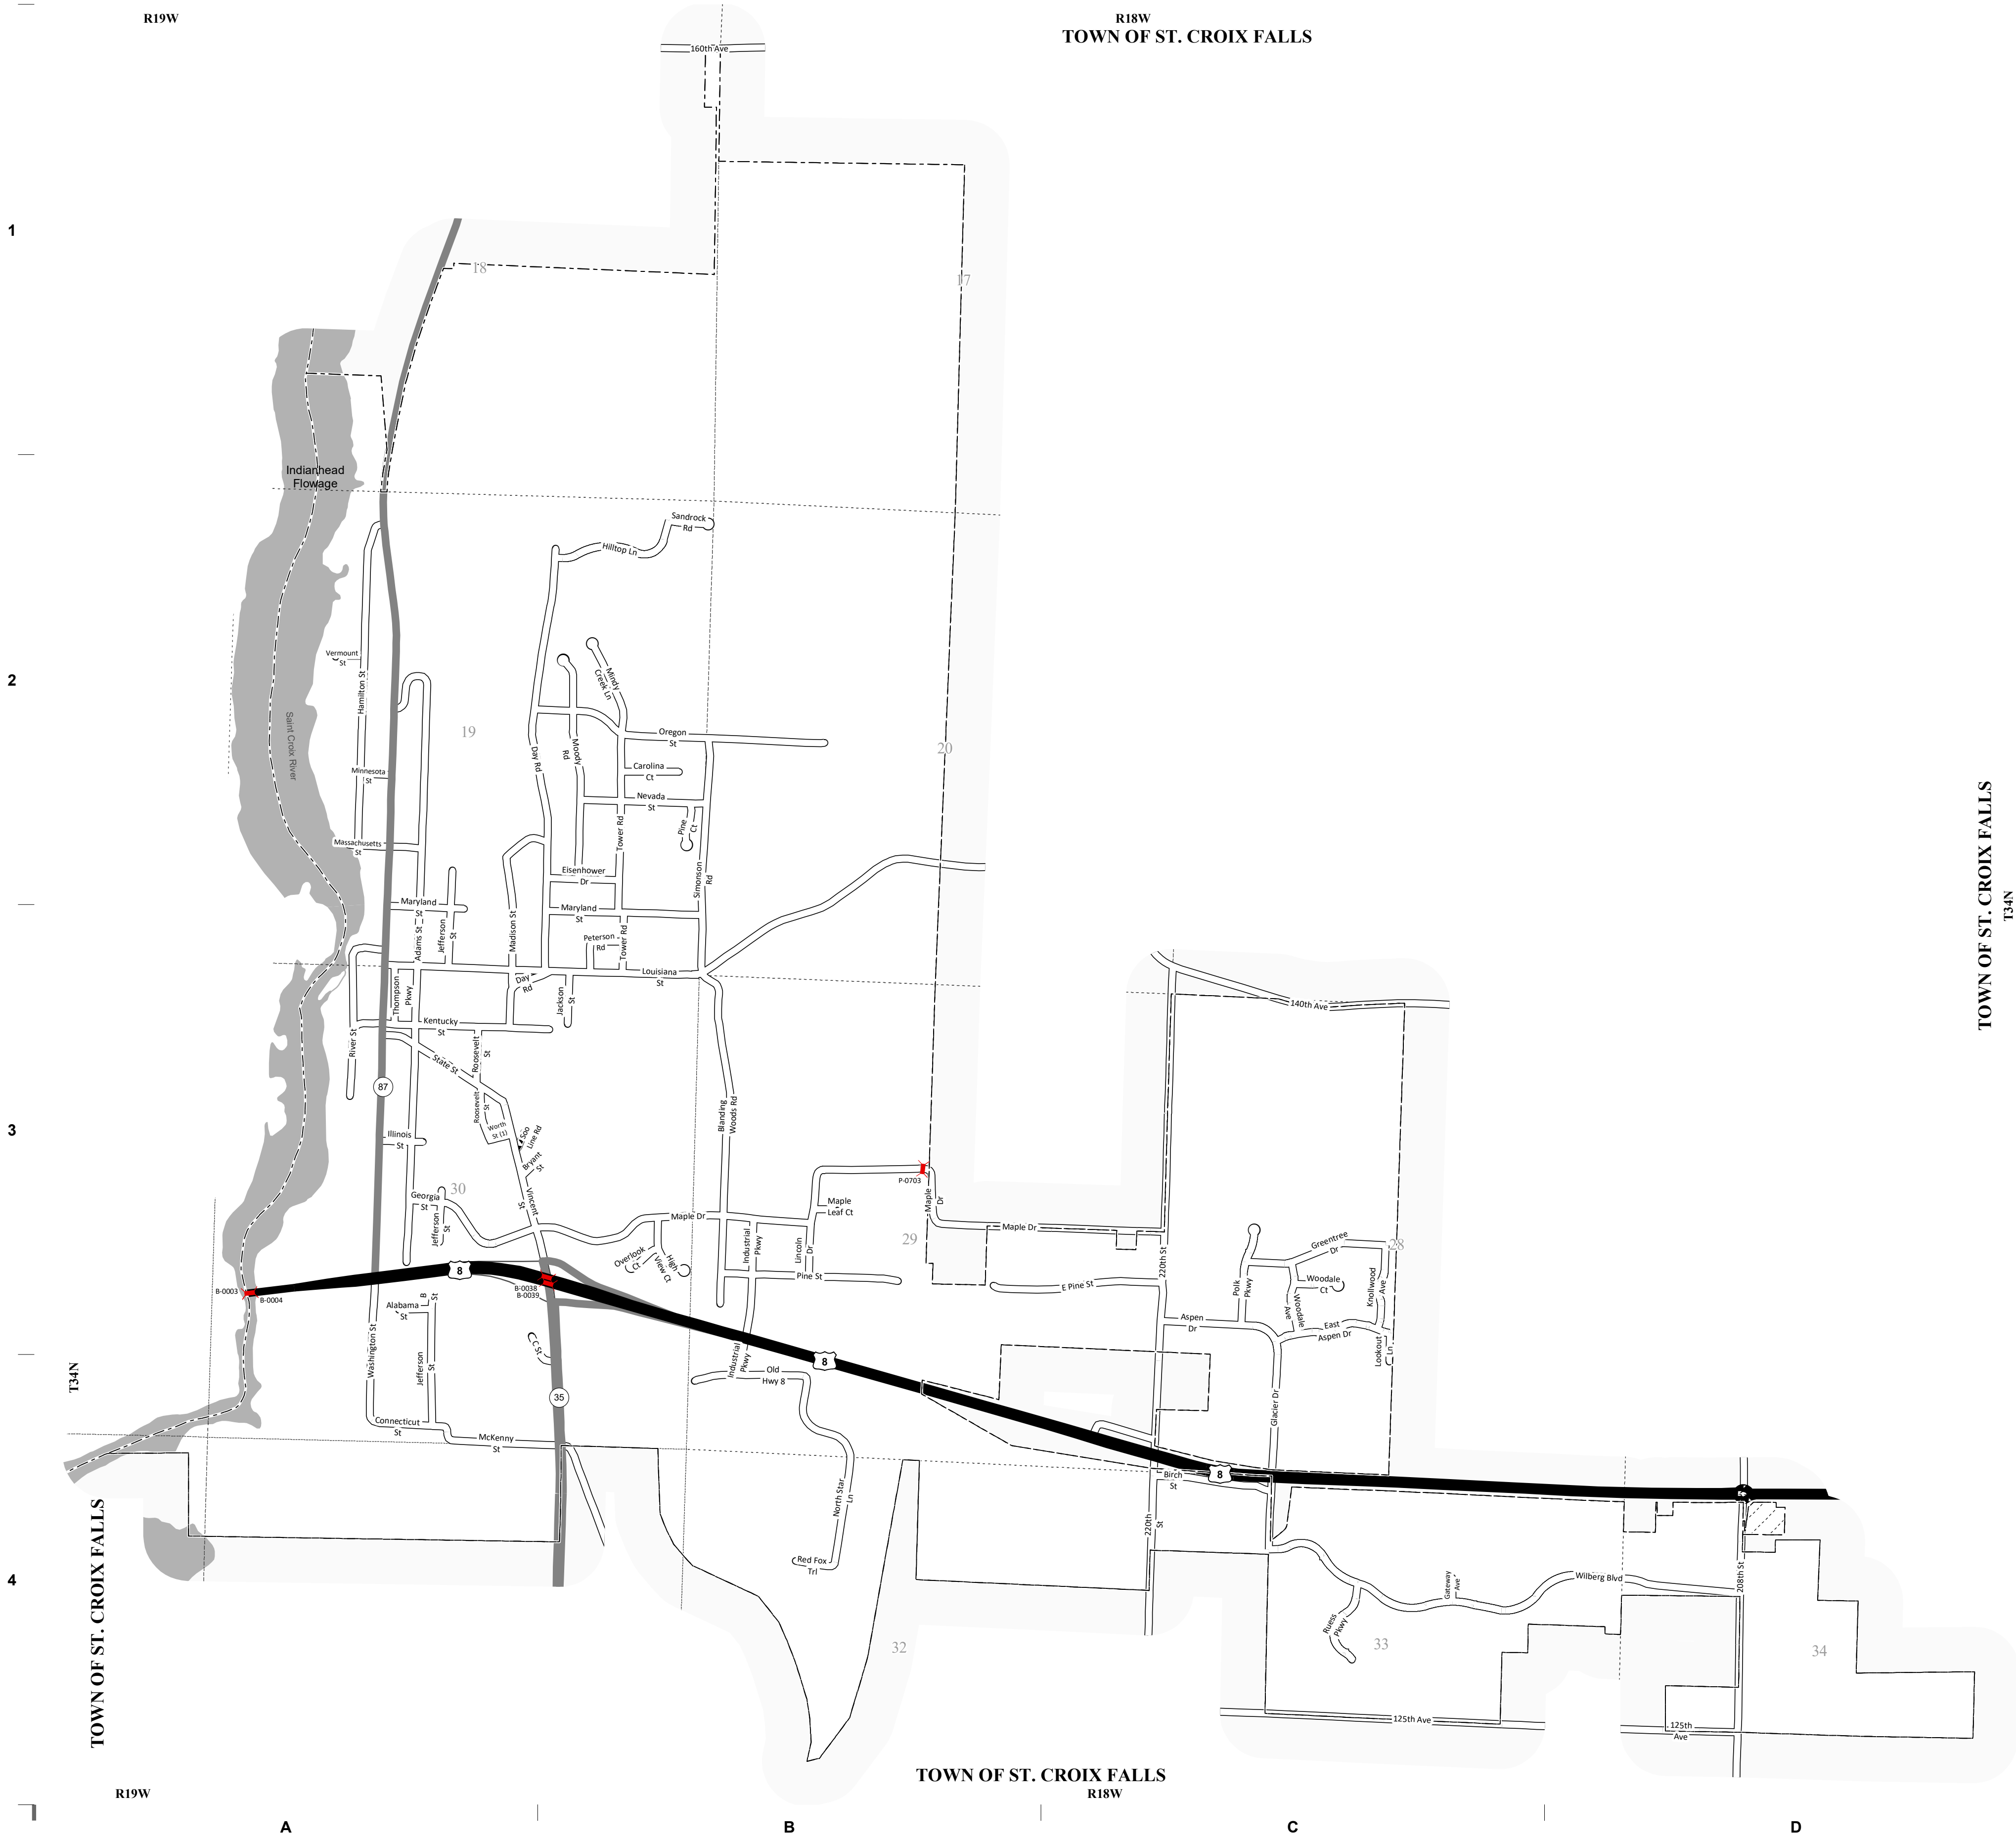 R19W
R18W
TOWN OF ST. CROIX FALLS
160th Ave
1
18
17
Indianhead
Flowage
Sandrock
Rd
Hilltop Ln
Vermount
St
Hamilton St
2
Mindy
Creek Ln
Saint Croix River
19
Day Rd
Moody
Rd
Oregon
St
20
Carolina
Ct
Minnesota
St
Nevada
St
Tower Rd
Pine
Ct
Massachusetts
St
Simonson
Rd
Eisenhower
Dr
Maryland
St
Maryland
St
Adams St
Jefferson
St
Madison St
Peterson
Rd
Tower Rd
TOWN OF ST. CROIX FALLS
T34N
Louisiana
St
Day
Rd
Thompson
Pkwy
Jackson
St
140th Ave
Kentucky
St
River St
State St
Roosevelt
St
87
Roosevelt
St
Blanding
Woods Rd
3
Worth
St (1)
Soo
Line Rd
Illinois
St
Bryant
St
P-0703
30
Georgia
St
Jefferson
St
Vincent
St
Maple Dr
Maple
Leaf Ct
Maple
Dr
Maple Dr
29
28
Industrial
Pkwy
Lincoln
Dr
Overlook
Ct
High
View Ct
Pine St
E Pine St
220th St
Greentree
Dr
Polk
Pkwy
Woodale
Ct
Woodale
Ave
Knollwood
Ave
8
B-0003
B-0004
B-0038
B-0039
B
St
Alabama
St
Aspen
Dr
East
Aspen Dr
Lookout
Ln
Washington St
C C St
Jefferson
St
Industrial
Pkwy
8
Old
Hwy 8
T34N
35
Glacier Dr
Connecticut
St
McKenny
St
8
Birch
St
North Star
Ln
220th
St
Red Fox
Trl
4
TOWN OF ST. CROIX FALLS
Gateway
Ave
Wilberg Blvd
208th St
Ruess
Pkwy
32
33
34
125th Ave
125th
Ave
TOWN OF ST. CROIX FALLS
R19W
R18W
A
B
C
D